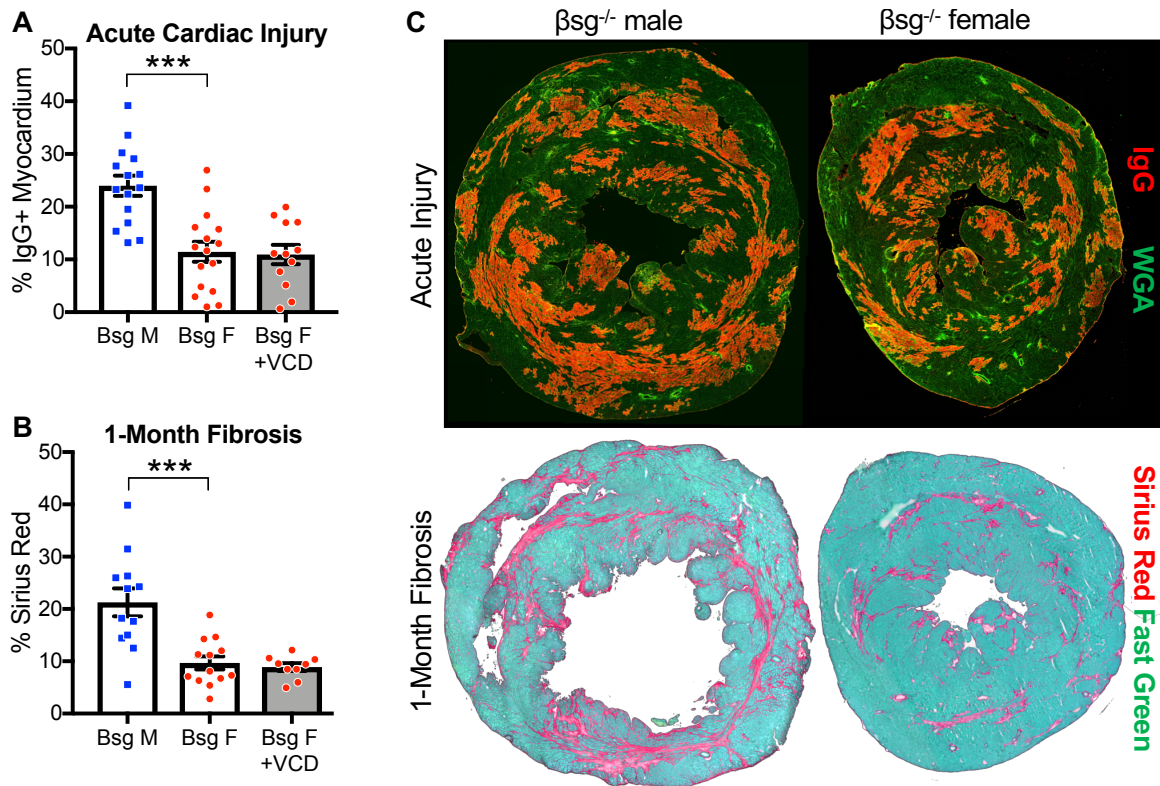 A
Acute Cardiac Injury
% IgG+ Myocardium
50
40
30
20
10
0
***
Bsg M
Bsg F
Bsg F
+VCD
B
1-Month Fibrosis
% Sirius Red
50
40
30
20
10
0
***
Bsg M
Bsg F
Bsg F
+VCD
C
βsg-/- male
βsg-/- female
Acute Injury
IgG
WGA
1-Month Fibrosis
Sirius Red Fast Green